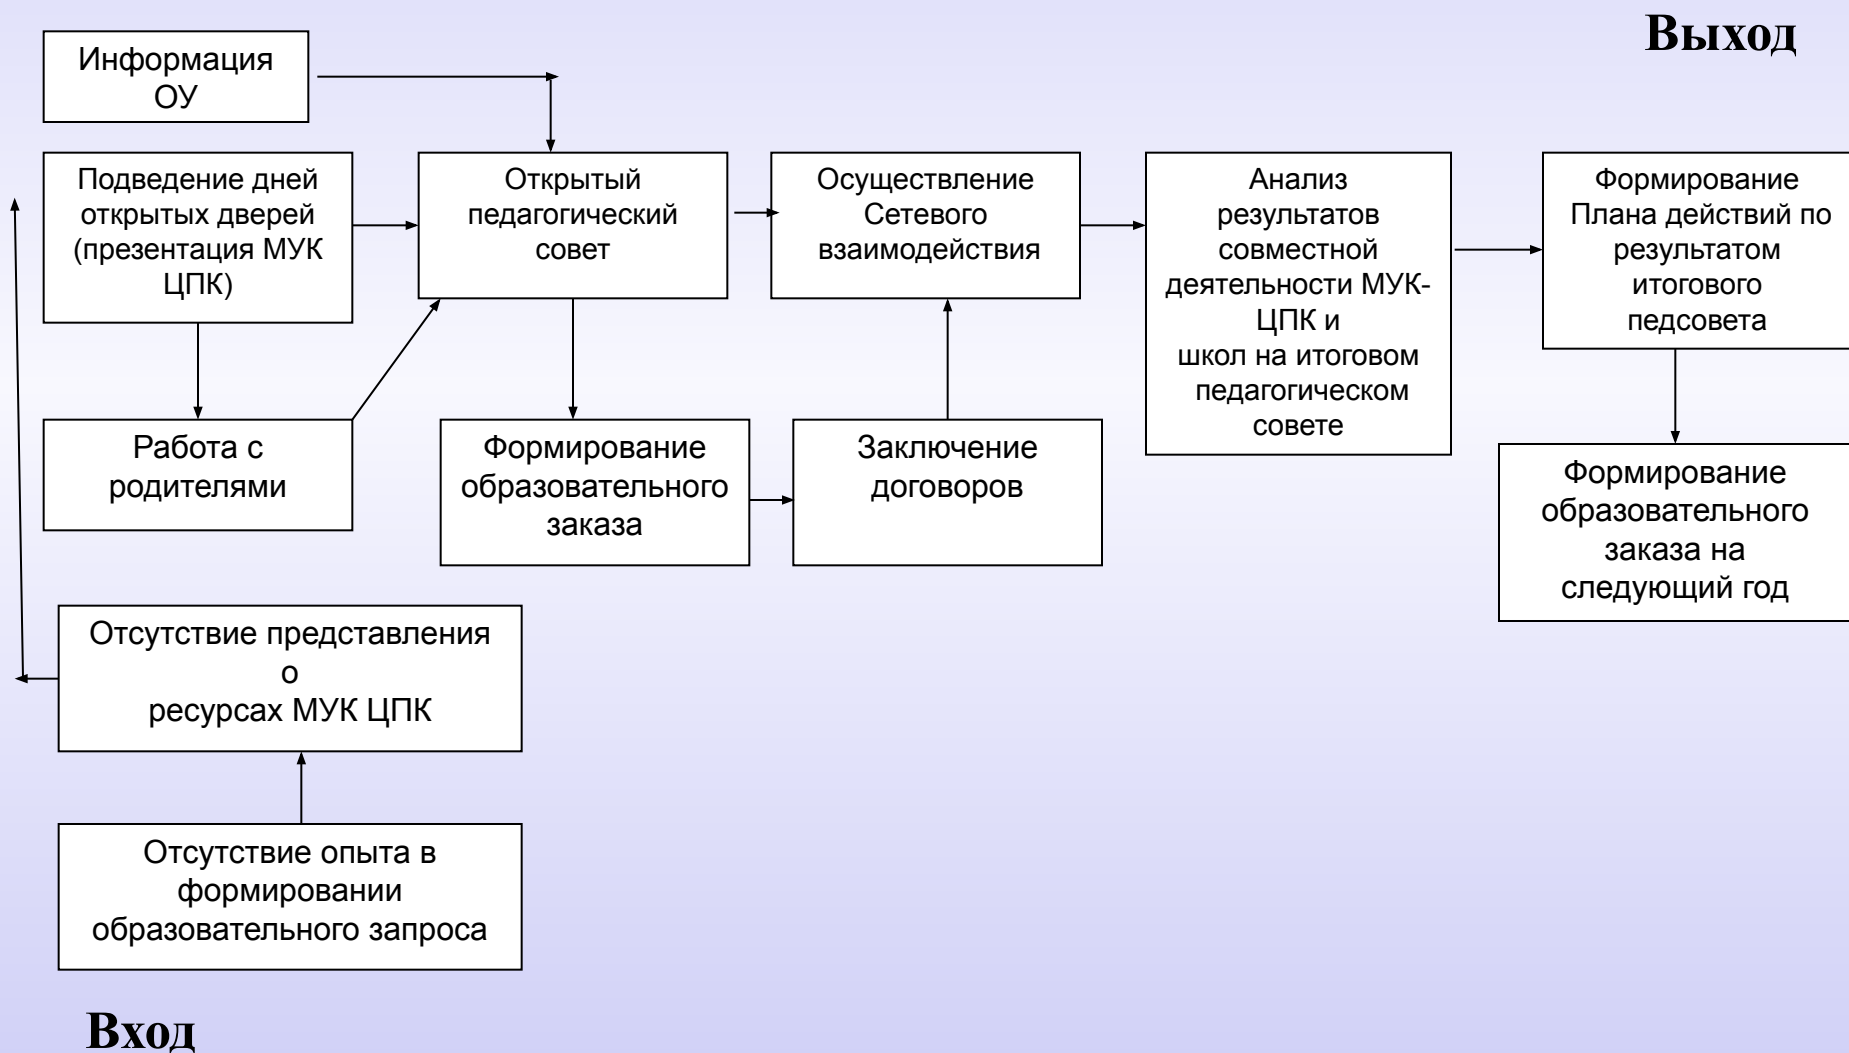 Выход
Информация
ОУ
Подведение дней
открытых дверей
(презентация МУК
ЦПК)
Открытый
педагогический
совет
Осуществление
Сетевого
взаимодействия
Анализ
результатов
совместной
деятельности МУК-
ЦПК и
школ на итоговом
педагогическом
совете
Формирование
Плана действий по
результатом
итогового
педсовета
Работа с
родителями
Формирование
образовательного
заказа
Заключение
договоров
Формирование
образовательного
заказа на
следующий год
Отсутствие представления
о
ресурсах МУК ЦПК
Отсутствие опыта в
формировании
образовательного запроса
Вход